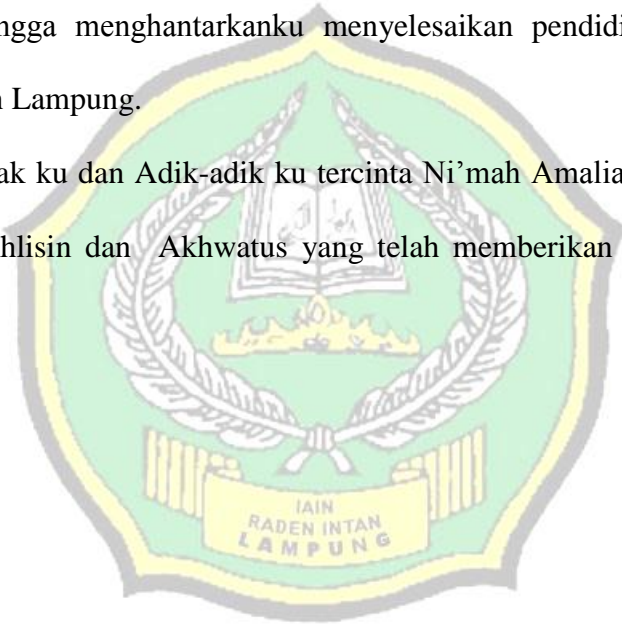 ngga menghantarkanku menyelesaikan pendidi
Lampung.
ak ku dan Adik-adik ku tercinta Ni’mah Amalia
hlisin dan Akhwatus yang telah memberikan
IAIN
RADEN INTAN
LAMPUNG